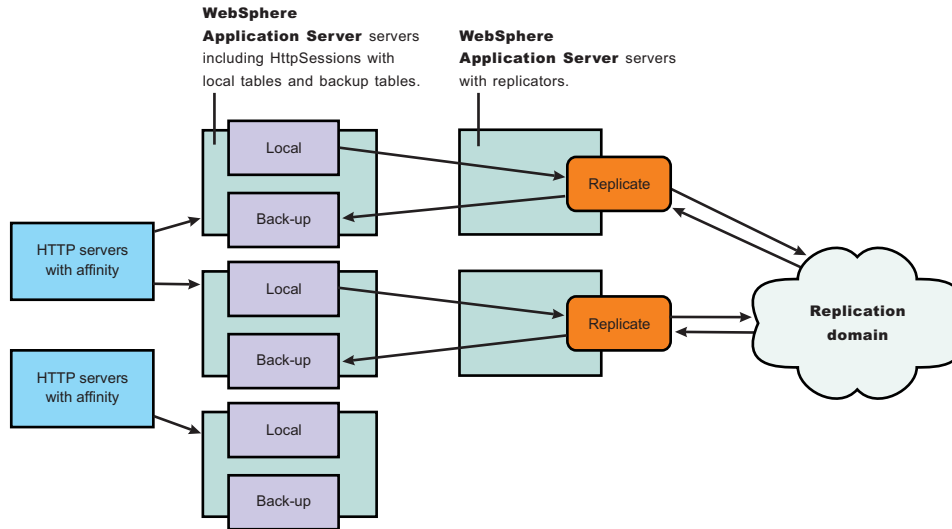 WebSphere
Application Server servers
including HttpSessions with
local tables and backup tables.
WebSphere
Application Server servers
with replicators.
Local
Back-up
Replicate
HTTP servers
with affinity
Local
Back-up
Replicate
Replication
domain
HTTP servers
with affinity
Local
Back-up